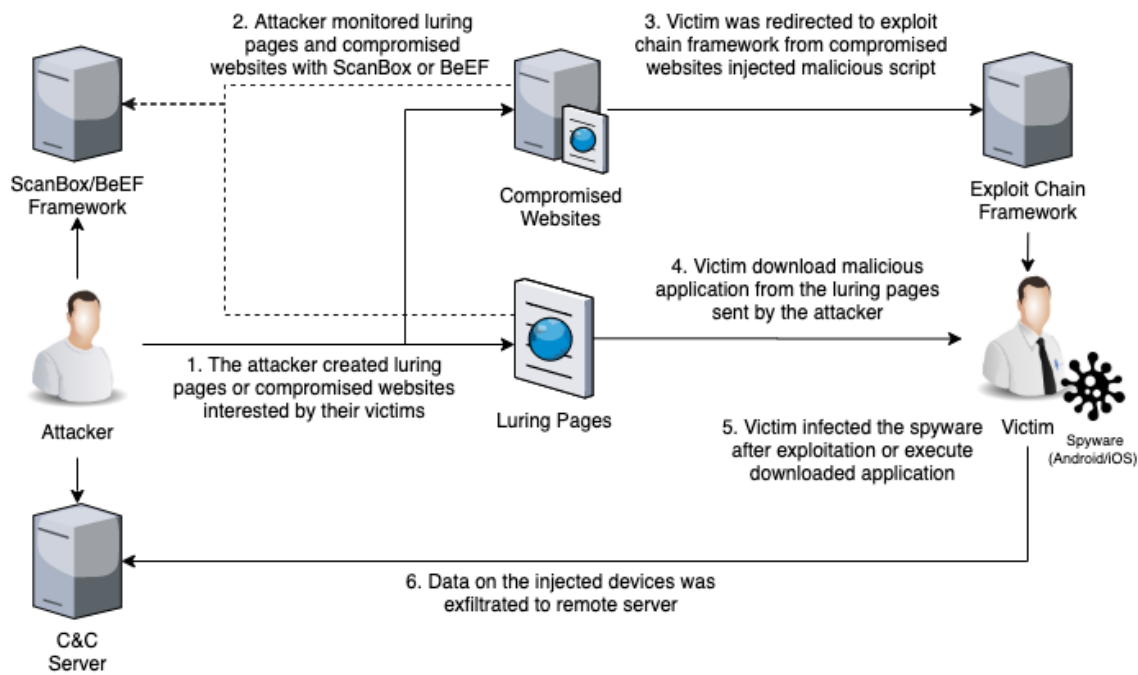 2. Attacker monitored luring
pages and compromised
websites with ScanBox or BeEF
3. Victim was redirected to exploit
chain framework from compromised
websites injected malicious script
ScanBox/BeEF
Framework
Compromised
Websites
Exploit Chain
Framework
4. Victim download malicious
application from the luring pages
sent by the attacker
1. The attacker created luring
pages or compromised websites
interested by their victims
Attacker
Luring Pages
5. Victim infected the spyware
after exploitation or execute
downloaded application
Victim
Spyware
(Android/iOS)
6. Data on the injected devices was
exfiltrated to remote server
C&C
Server